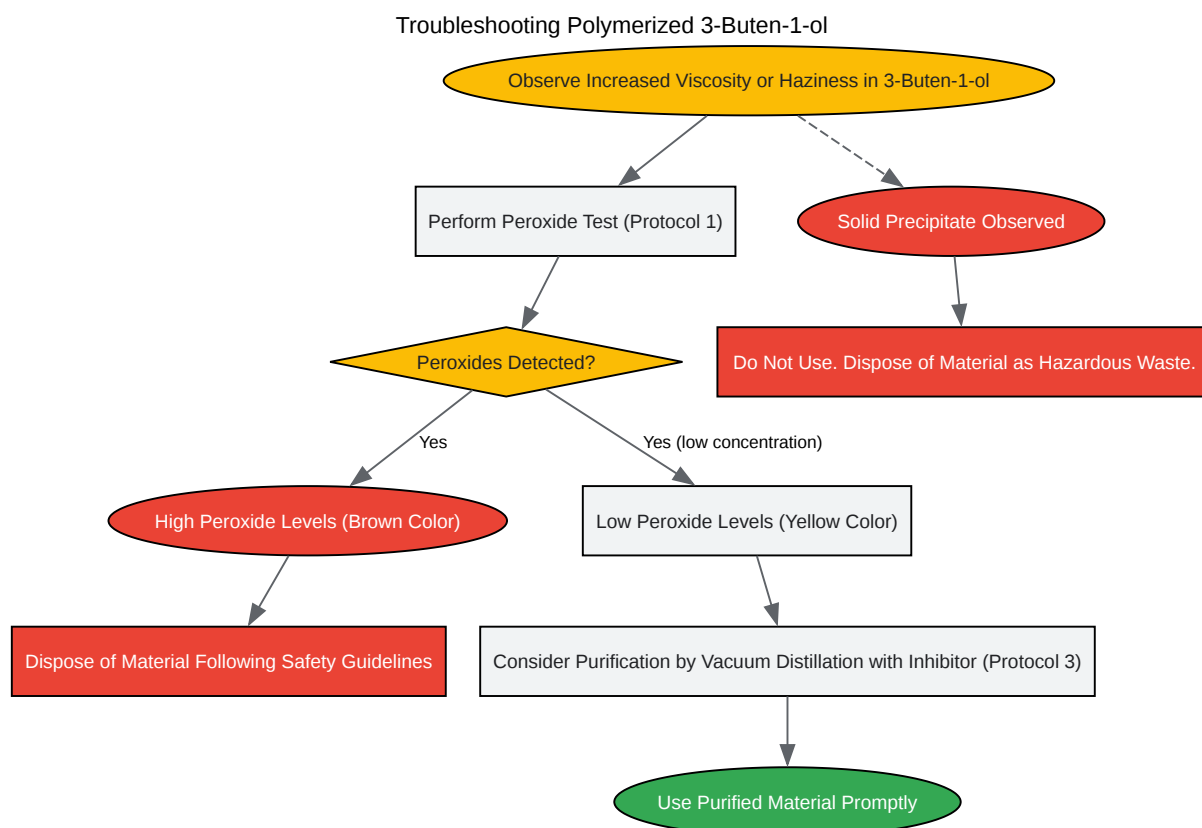 Troubleshooting Polymerized 3-Buten-1-ol
Observe Increased Viscosity or Haziness in 3-Buten-1-ol
Perform Peroxide Test (Protocol 1)
Solid Precipitate Observed
Peroxides Detected?
Do Not Use. Dispose of Material as Hazardous Waste.
Yes
Yes (low concentration)
High Peroxide Levels (Brown Color)
Low Peroxide Levels (Yellow Color)
Dispose of Material Following Safety Guidelines
Consider Purification by Vacuum Distillation with Inhibitor (Protocol 3)
Use Purified Material Promptly